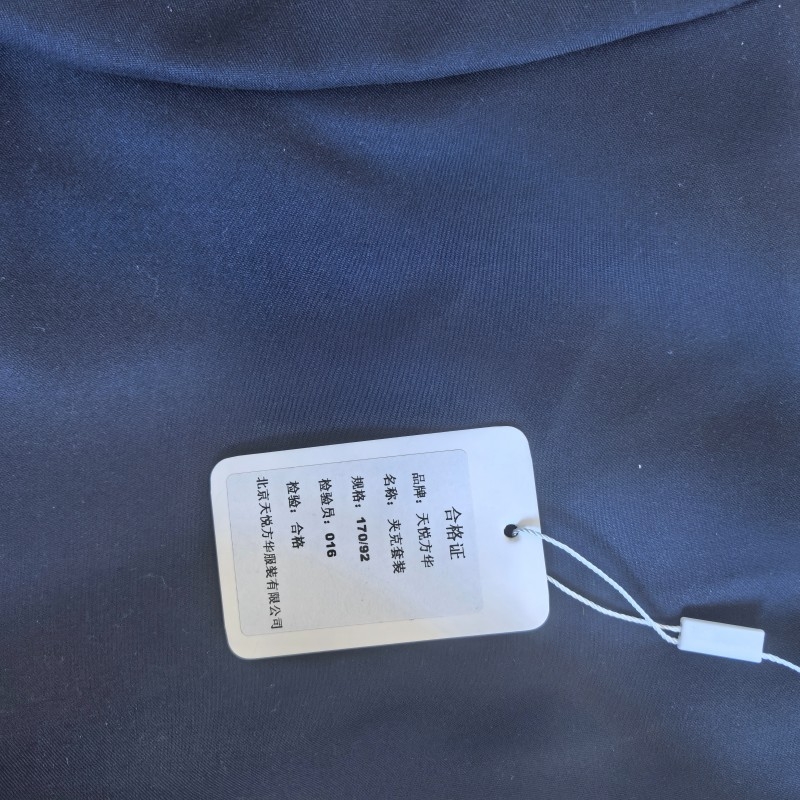 合格证
品牌：天悦方华
名称：夹克套装
规格：170/92
检验员：016
检验：合格
北京天悦方华服装有限公司